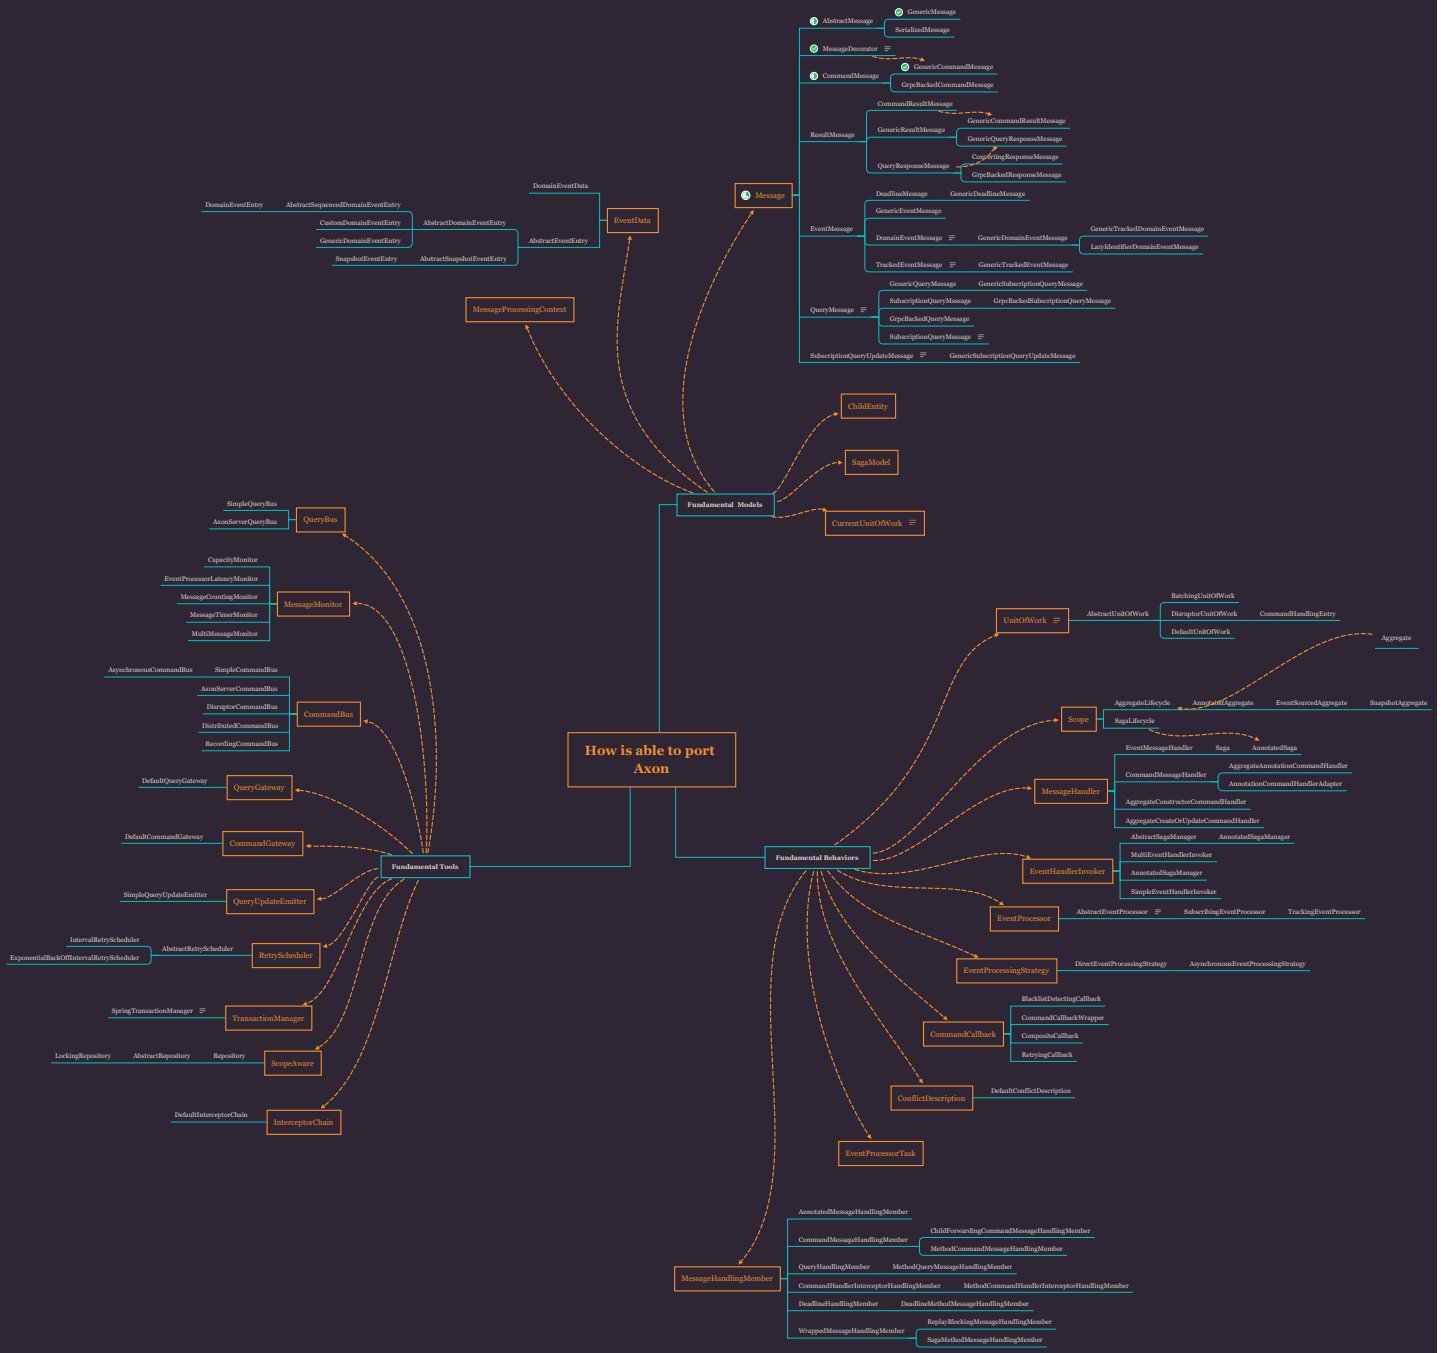 GenericMessage
AbstractMessage
SerializedMessage
MessageDecorator
GenericCommandMessage
CommandMessage
GrpcBackedCommandMessage
CommandResultMessage
GenericCommandResultMessage
GenericResultMessage
ResultMessage
GenericQueryResponseMessage
ConvertingResponseMessage
QueryResponseMessage
GrpcBackedResponseMessage
Message
DeadlineMessage GenericDeadlineMessage
GenericEventMessage
EventMessage
GenericTrackedDomainEventMessage
DomainEventMessage GenericDomainEventMessage
LazyIdentifierDomainEventMessage
TrackedEventMessage GenericTrackedEventMessage
GenericQueryMessage GenericSubscriptionQueryMessage
SubscriptionQueryMessage GrpcBackedSubscriptionQueryMessage
QueryMessage
GrpcBackedQueryMessage
SubscriptionQueryMessage
SubscriptionQueryUpdateMessage GenericSubscriptionQueryUpdateMessage
DomainEventData
EventData
DomainEventEntry AbstractSequencedDomainEventEntry
CustomDomainEventEntry AbstractDomainEventEntry
GenericDomainEventEntry
AbstractEventEntry
SnapshotEventEntry AbstractSnapshotEventEntry
MessageProcessingContext
ChildEntity
SagaModel
Fundamental Models
CurrentUnitOfWork
SimpleQueryBus
QueryBus
AxonServerQueryBus
CapacityMonitor
EventProcessorLatencyMonitor
MessageCountingMonitor
MessageMonitor
MessageTimerMonitor
MultiMessageMonitor
AsynchronousCommandBus SimpleCommandBus
AxonServerCommandBus
DisruptorCommandBus
CommandBus
DistributedCommandBus
RecordingCommandBus
How is able to port
Axon
DefaultQueryGateway
QueryGateway
DefaultCommandGateway
CommandGateway
Fundamental Tools
SimpleQueryUpdateEmitter
QueryUpdateEmitter
IntervalRetryScheduler
AbstractRetryScheduler
RetryScheduler
ExponentialBackOffIntervalRetryScheduler
SpringTransactionManager
TransactionManager
LockingRepository AbstractRepository Repository
ScopeAware
DefaultInterceptorChain
InterceptorChain
BatchingUnitOfWork
UnitOfWork
AbstractUnitOfWork
DisruptorUnitOfWork CommandHandlingEntry
DefaultUnitOfWork
Aggregate
AggregateLifecycle AnnotatedAggregate EventSourcedAggregate SnapshotAggregate
Scope
SagaLifecycle
EventMessageHandler Saga AnnotatedSaga
AggregateAnnotationCommandHandler
CommandMessageHandler
AnnotationCommandHandlerAdapter
MessageHandler
AggregateConstructorCommandHandler
AggregateCreateOrUpdateCommandHandler
Fundamental Behaviors
AbstractSagaManager AnnotatedSagaManager
MultiEventHandlerInvoker
EventHandlerInvoker
AnnotatedSagaManager
SimpleEventHandlerInvoker
EventProcessor
AbstractEventProcessor SubscribingEventProcessor TrackingEventProcessor
EventProcessingStrategy
DirectEventProcessingStrategy AsynchronousEventProcessingStrategy
BlacklistDetectingCallback
CommandCallbackWrapper
CommandCallback
CompositeCallback
RetryingCallback
DefaultConflictDescription
ConflictDescription
EventProcessorTask
AnnotatedMessageHandlingMember
ChildForwardingCommandMessageHandlingMember
CommandMessageHandlingMember
MethodCommandMessageHandlingMember
QueryHandlingMember MethodQueryMessageHandlingMember
MessageHandlingMember
CommandHandlerInterceptorHandlingMember MethodCommandHandlerInterceptorHandlingMember
DeadlineHandlingMember DeadlineMethodMessageHandlingMember
ReplayBlockingMessageHandlingMember
WrappedMessageHandlingMember
SagaMethodMessageHandlingMember